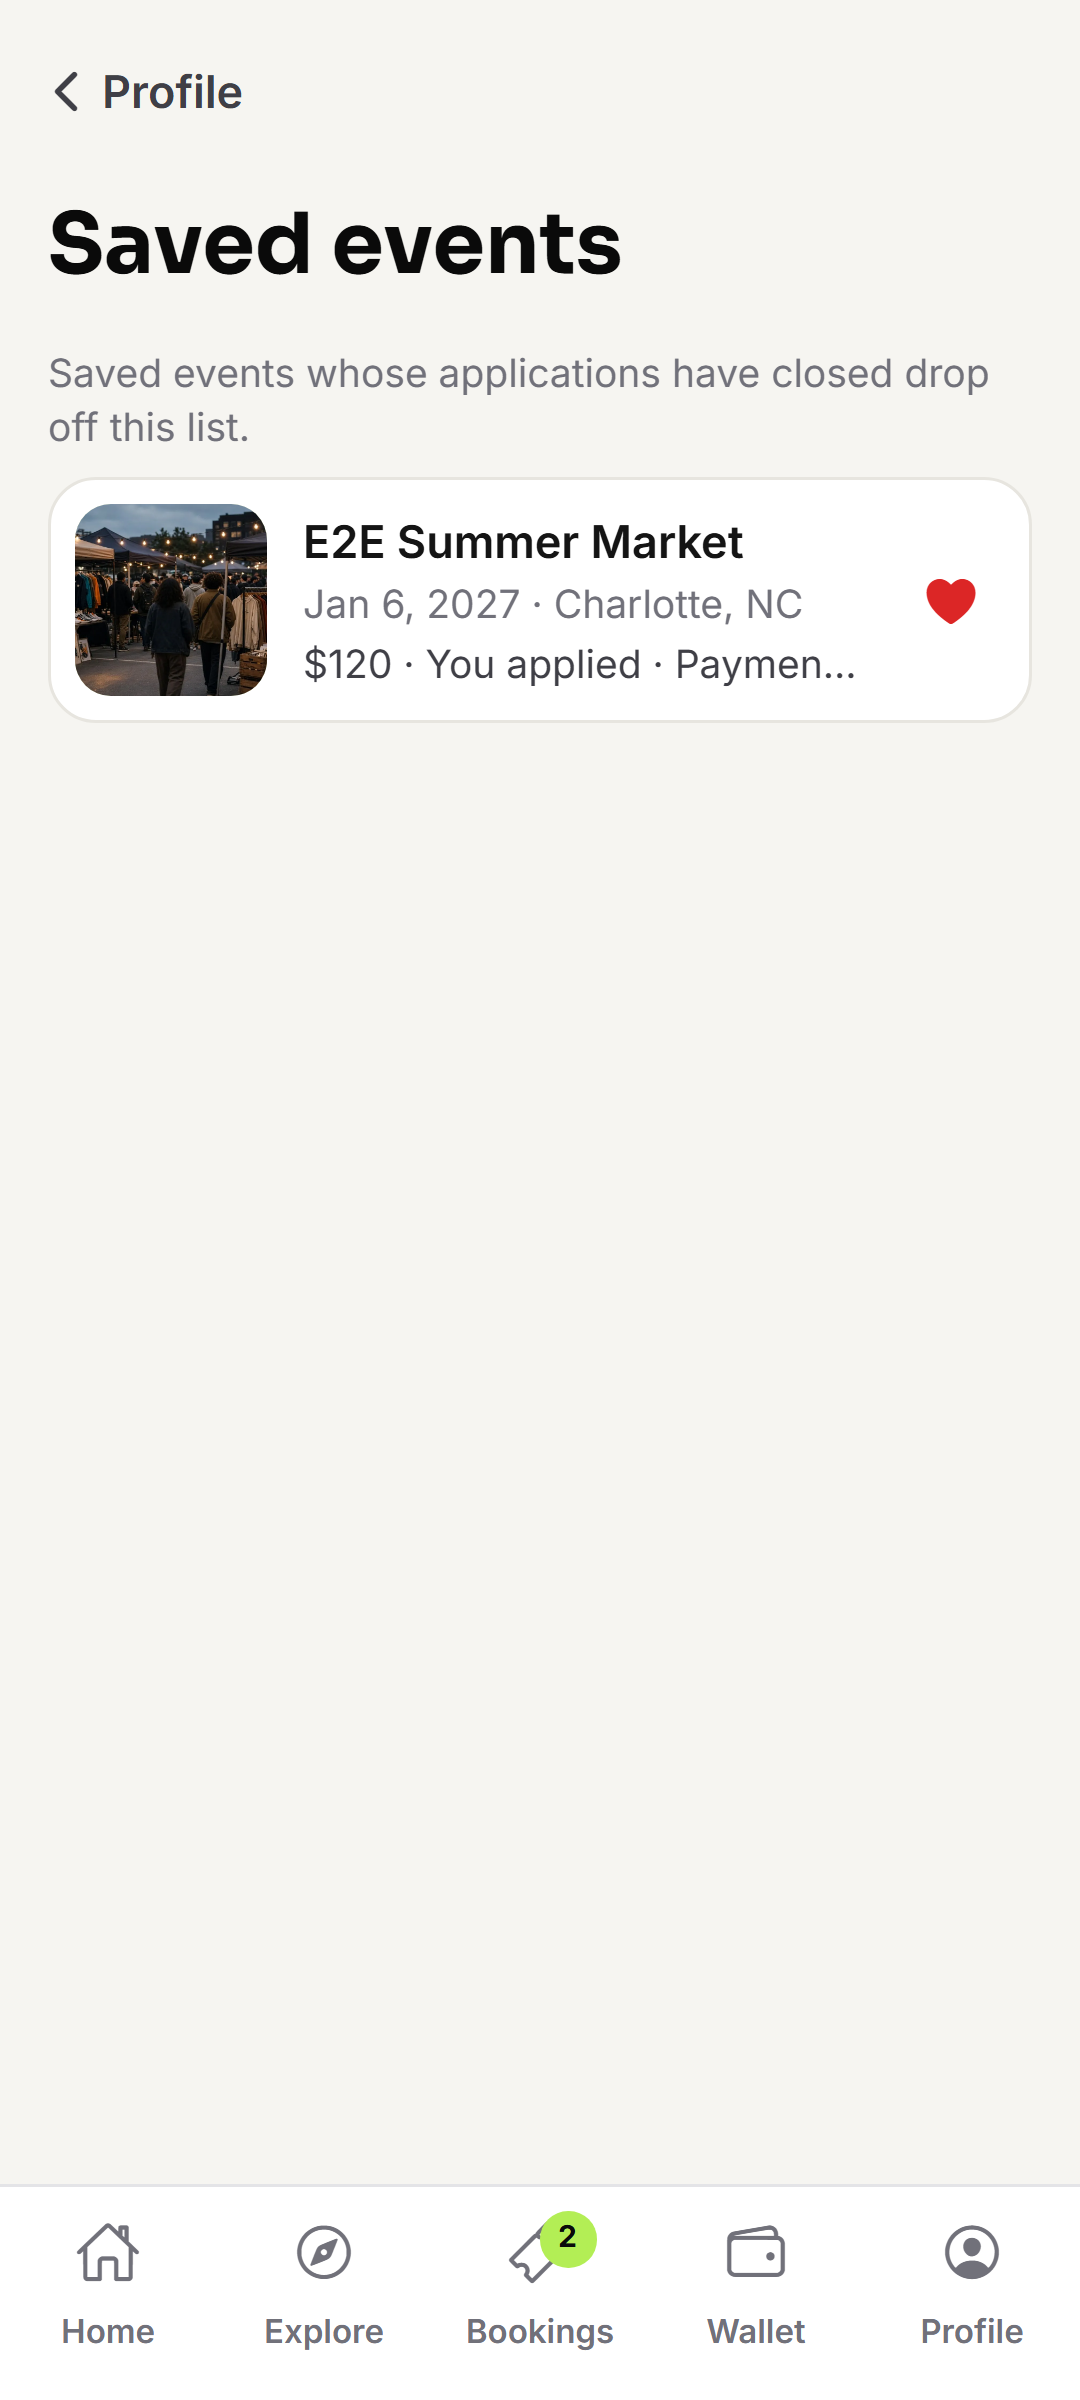 Profile
Saved events
Saved events whose applications have closed drop
off this list.
E2E Summer Market
Jan 6, 2027 · Charlotte, NC
$120 · You applied · Paymen...
2
Home
Explore
Bookings
Wallet
Profile